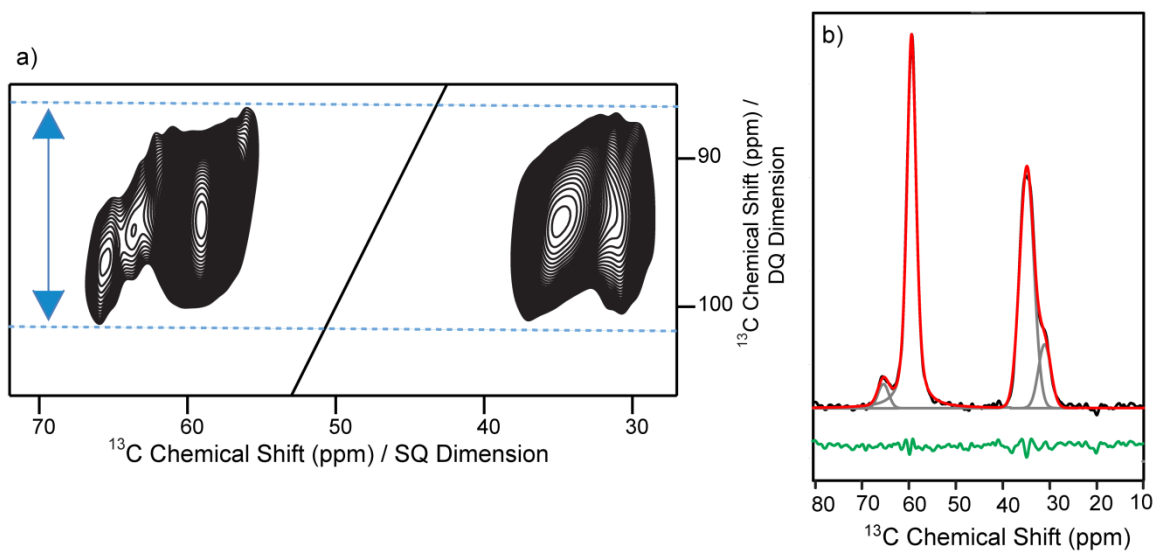 a)
90
100
¹³C Chemical Shift (ppm) /
DQ Dimension
70 60 50 40 30
¹³C Chemical Shift (ppm) / SQ Dimension
b)
80 70 60 50 40 30 20 10
¹³C Chemical Shift (ppm)